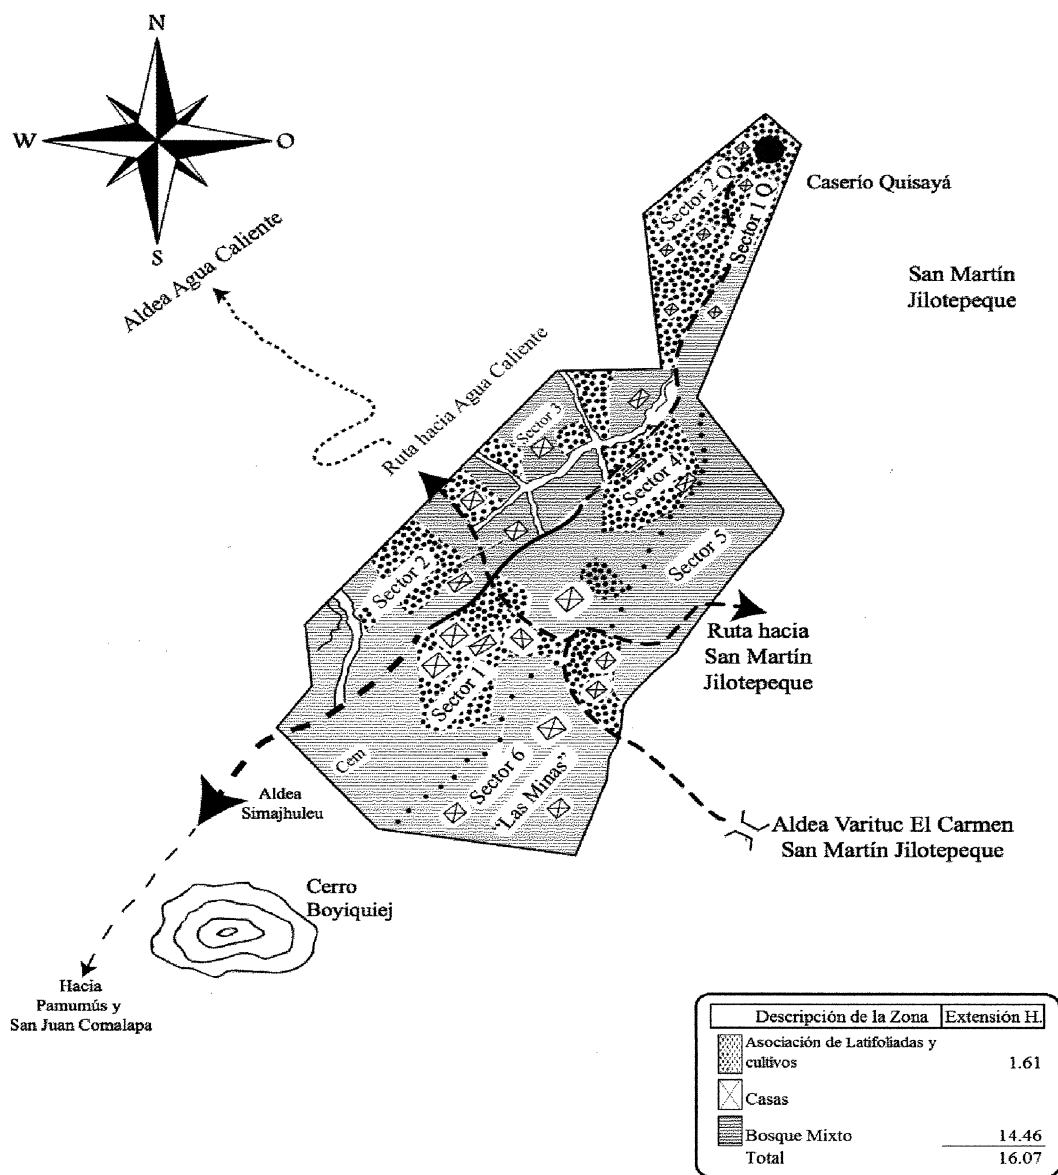 N
W
O
S
Aldea Agua Caliente
Ruta hacia Agua Caliente
Caserío Quisayá
San Martín
Jilotepeque
Sector 2 Q
Sector 1 Q
Sector 3
Sector 4
Sector 5
Sector 2
Sector 1
Ruta hacia
San Martín
Jilotepeque
Cem
Sector 6
"Las Minas"
Aldea
Simajhuleu
Aldea Varituc El Carmen
San Martín Jilotepeque
Cerro
Boyiquiej
Hacia
Pamumús y
San Juan Comalapa
Descripción de la Zona Extensión H.
Asociación de Latifoliadas y
cultivos 1.61
Casas
Bosque Mixto 14.46
Total 16.07